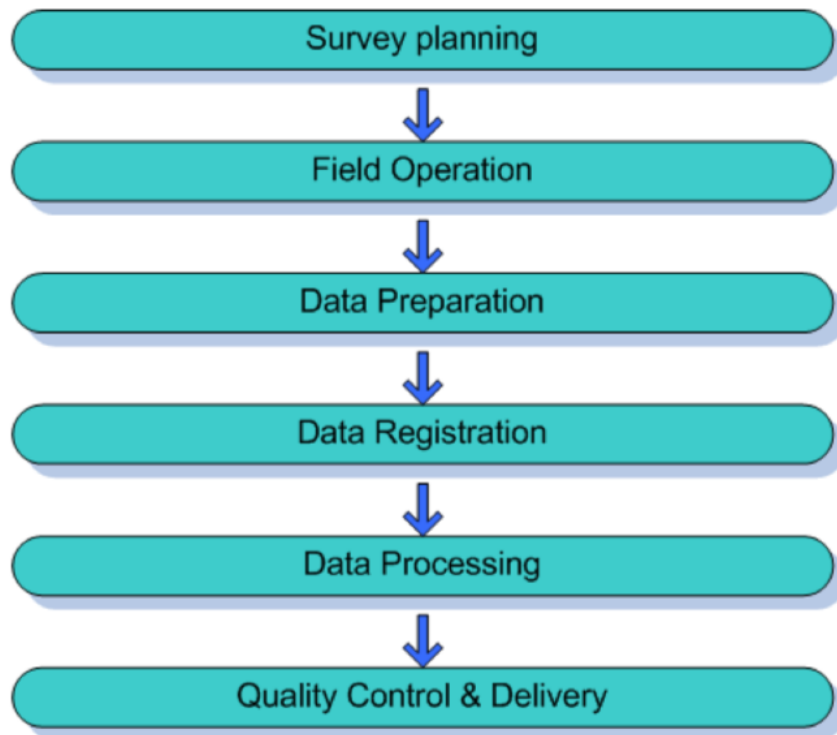 Survey planning
Field Operation
Data Preparation
Data Registration
Data Processing
Quality Control & Delivery